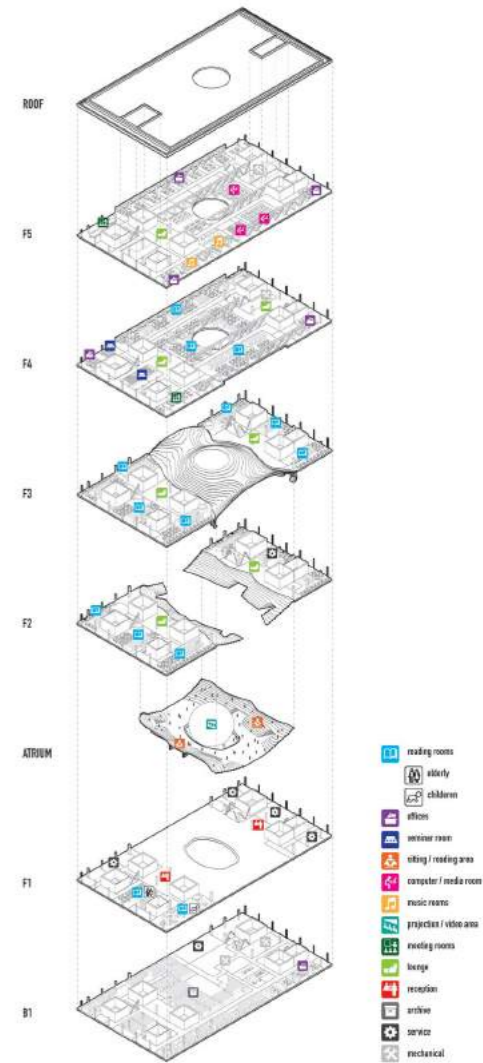 ROOF
F5
F4
F3
F2
ATRIUM
F1
B1
reading rooms
elderly
childeren
offices
seminar room
sitting / reading area
computer / media room
music rooms
projection / video area
meeting rooms
lounge
reception
archive
service
mechanical